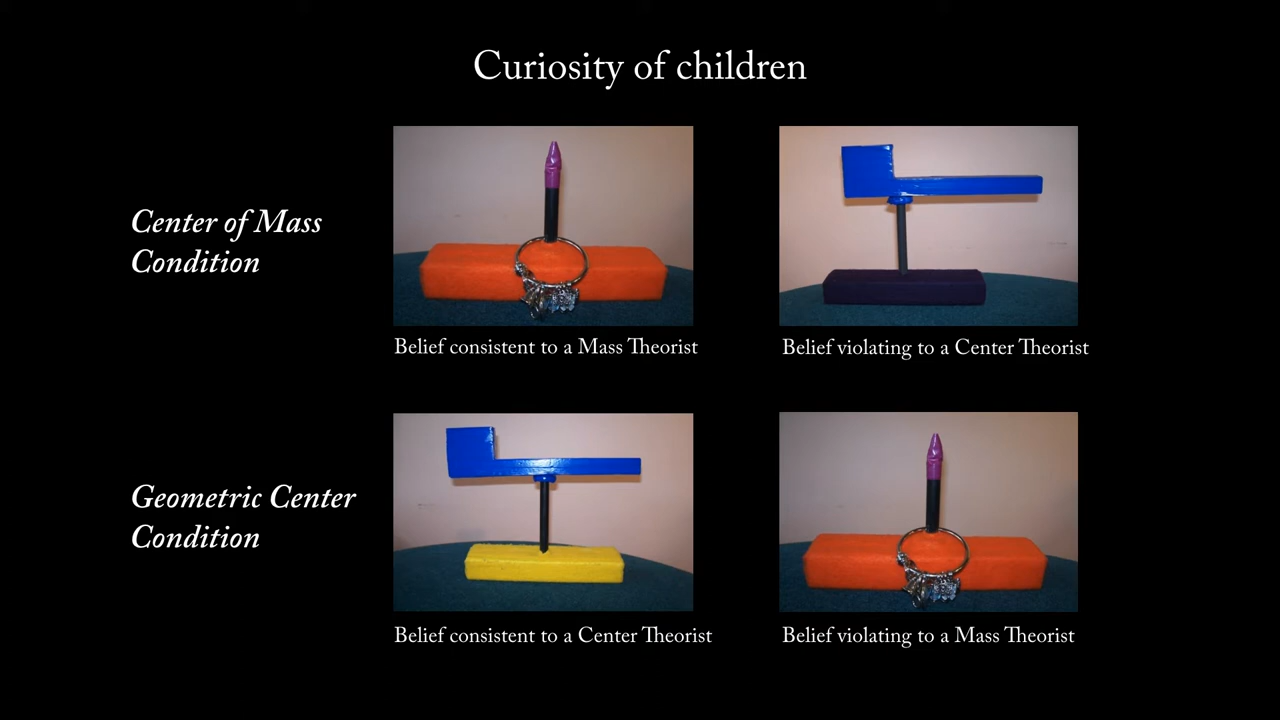 Curiosity of children
Center of Mass
Condition
Belief consistent to a Mass Theorist
Belief violating to a Center Theorist
Geometric Center
Condition
Belief consistent to a Center Theorist
Belief violating to a Mass Theorist